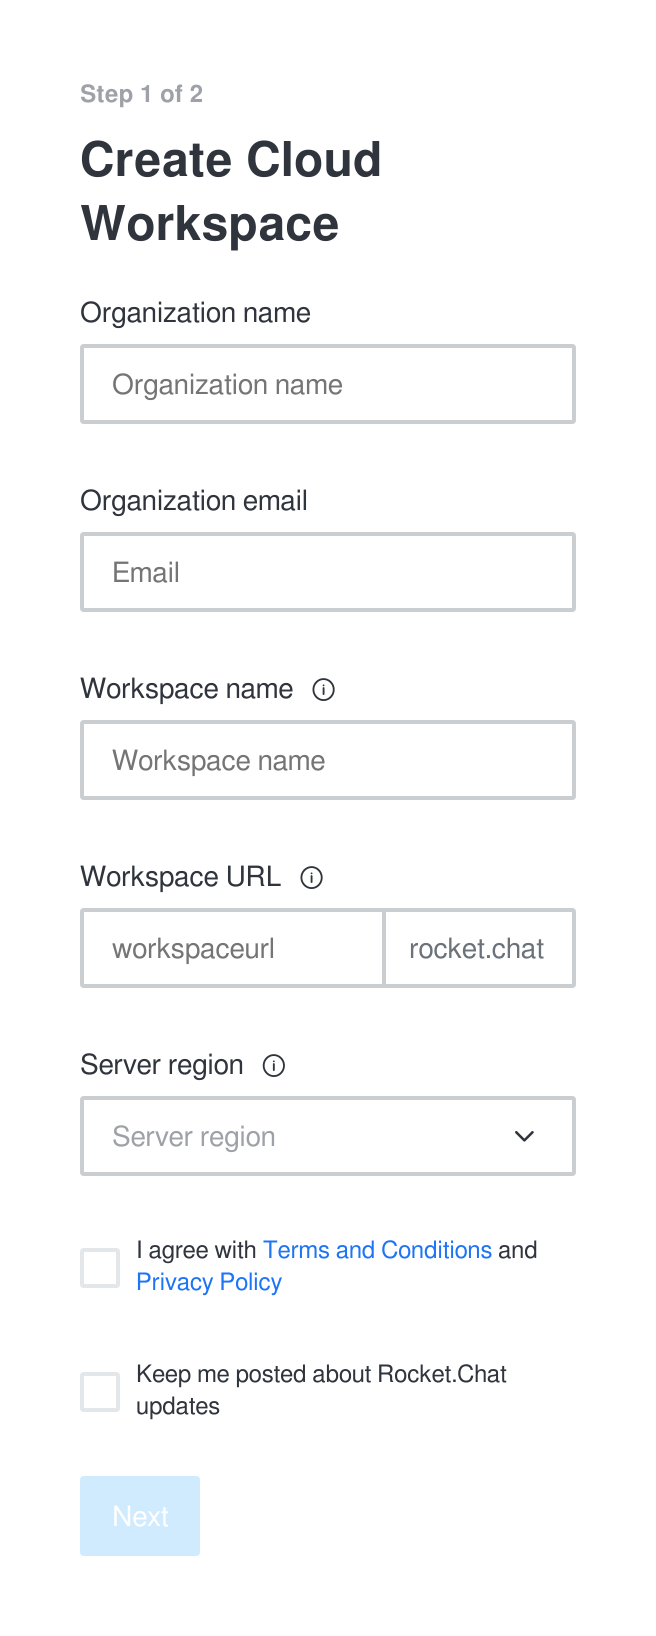 Step 1 of 2
Create Cloud
Workspace
Organization name
Organization name
Organization email
Email
Workspace name
Workspace name
Workspace URL
workspaceurl rocket.chat
Server region
Server region
I agree with Terms and Conditions and
Privacy Policy
Keep me posted about Rocket.Chat
updates
Next